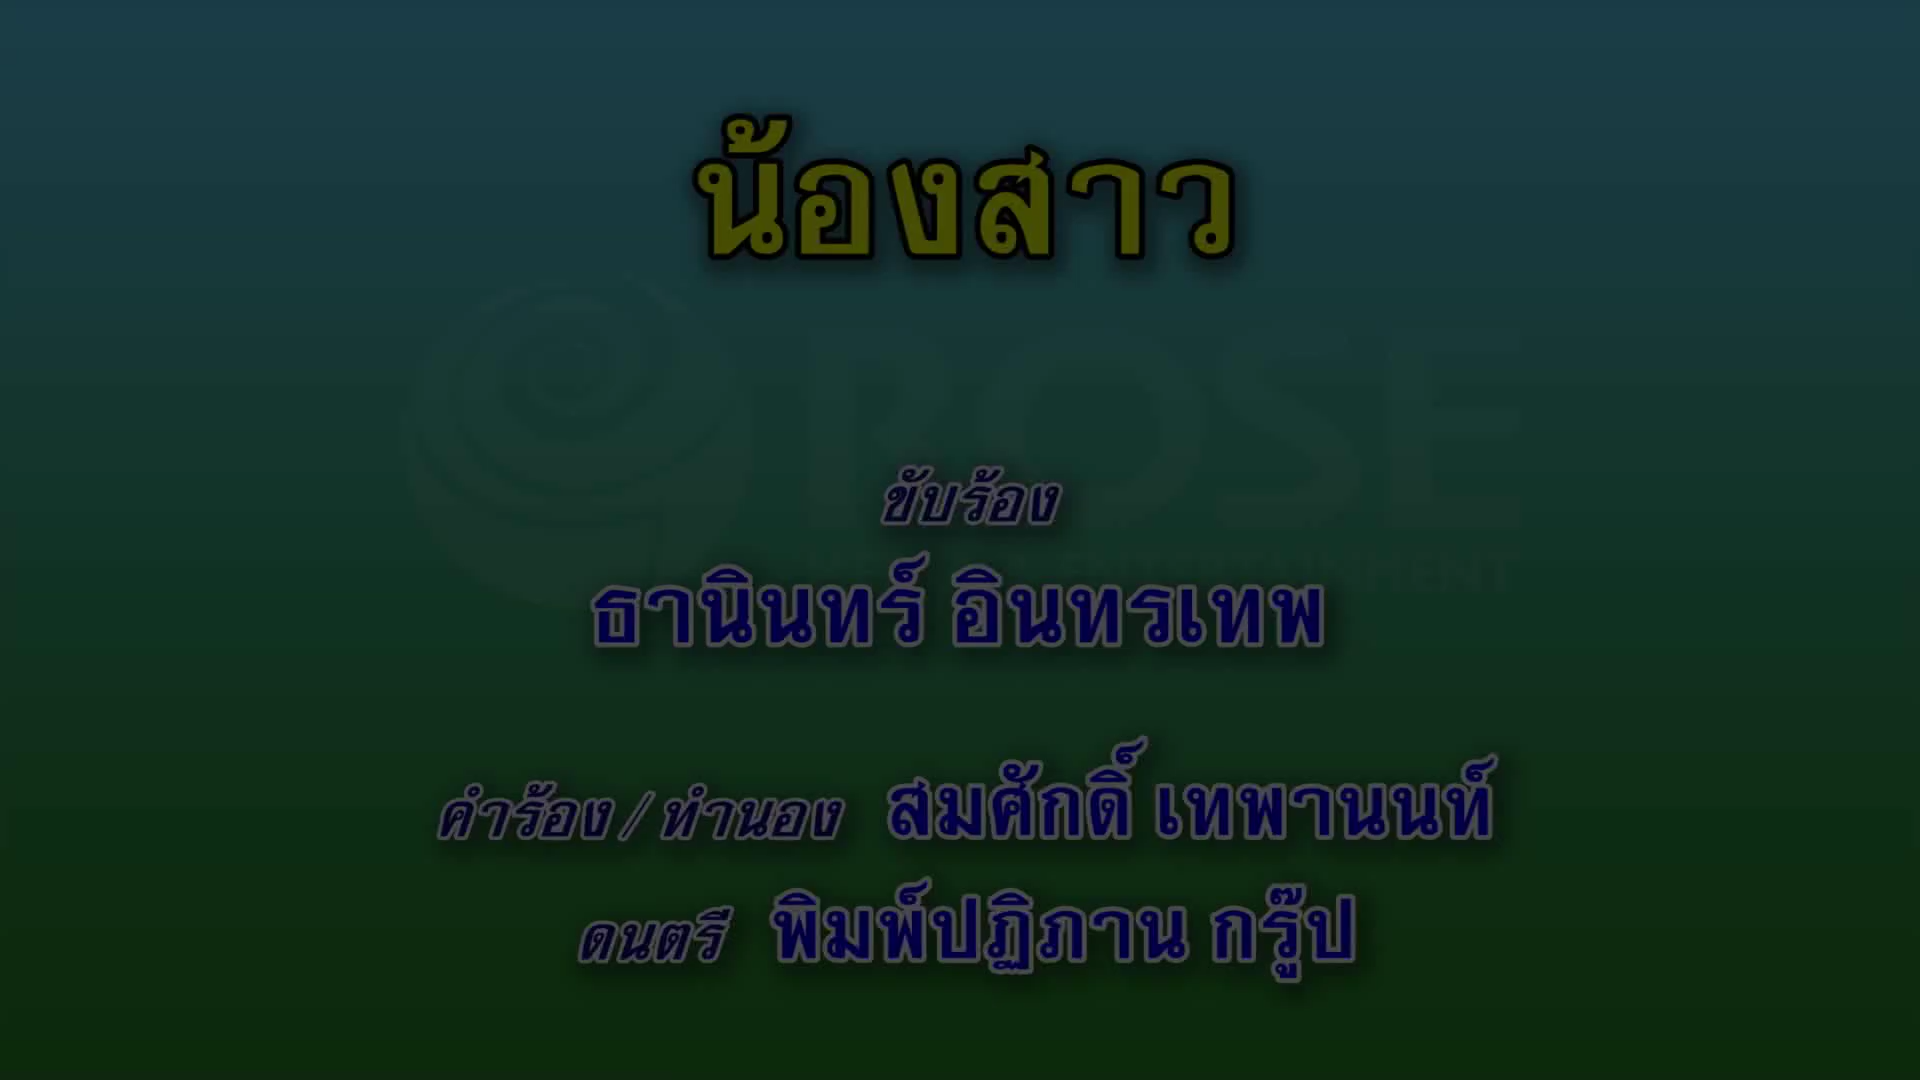 น้องสาว
ROSE
ขับร้อง
ธานินทร์ อินทรเทพ
คำร้อง / ทำนอง สมศักดิ์ เทพานนท์
ดนตรี พิมพ์ปฏิภาน กรู๊ป